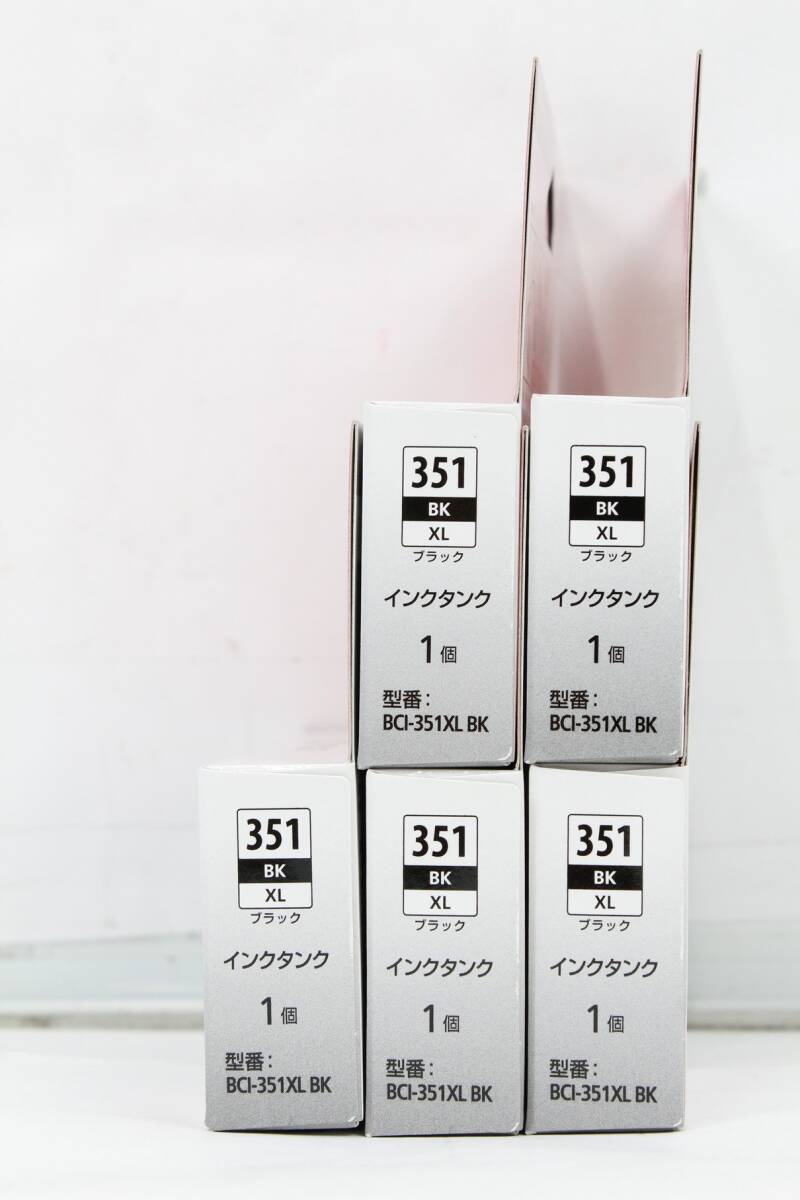 351
BK
XL
ブラック
インクタンク
1個
型番：
BCI-351XL BK
351
BK
XL
ブラック
インクタンク
1個
型番：
BCI-351XL BK
351
BK
XL
ブラック
インクタンク
1個
型番：
BCI-351XL BK
351
BK
XL
ブラック
インクタンク
1個
型番：
BCI-351XL BK
351
BK
XL
ブラック
インクタンク
1個
型番：
BCI-351XL BK